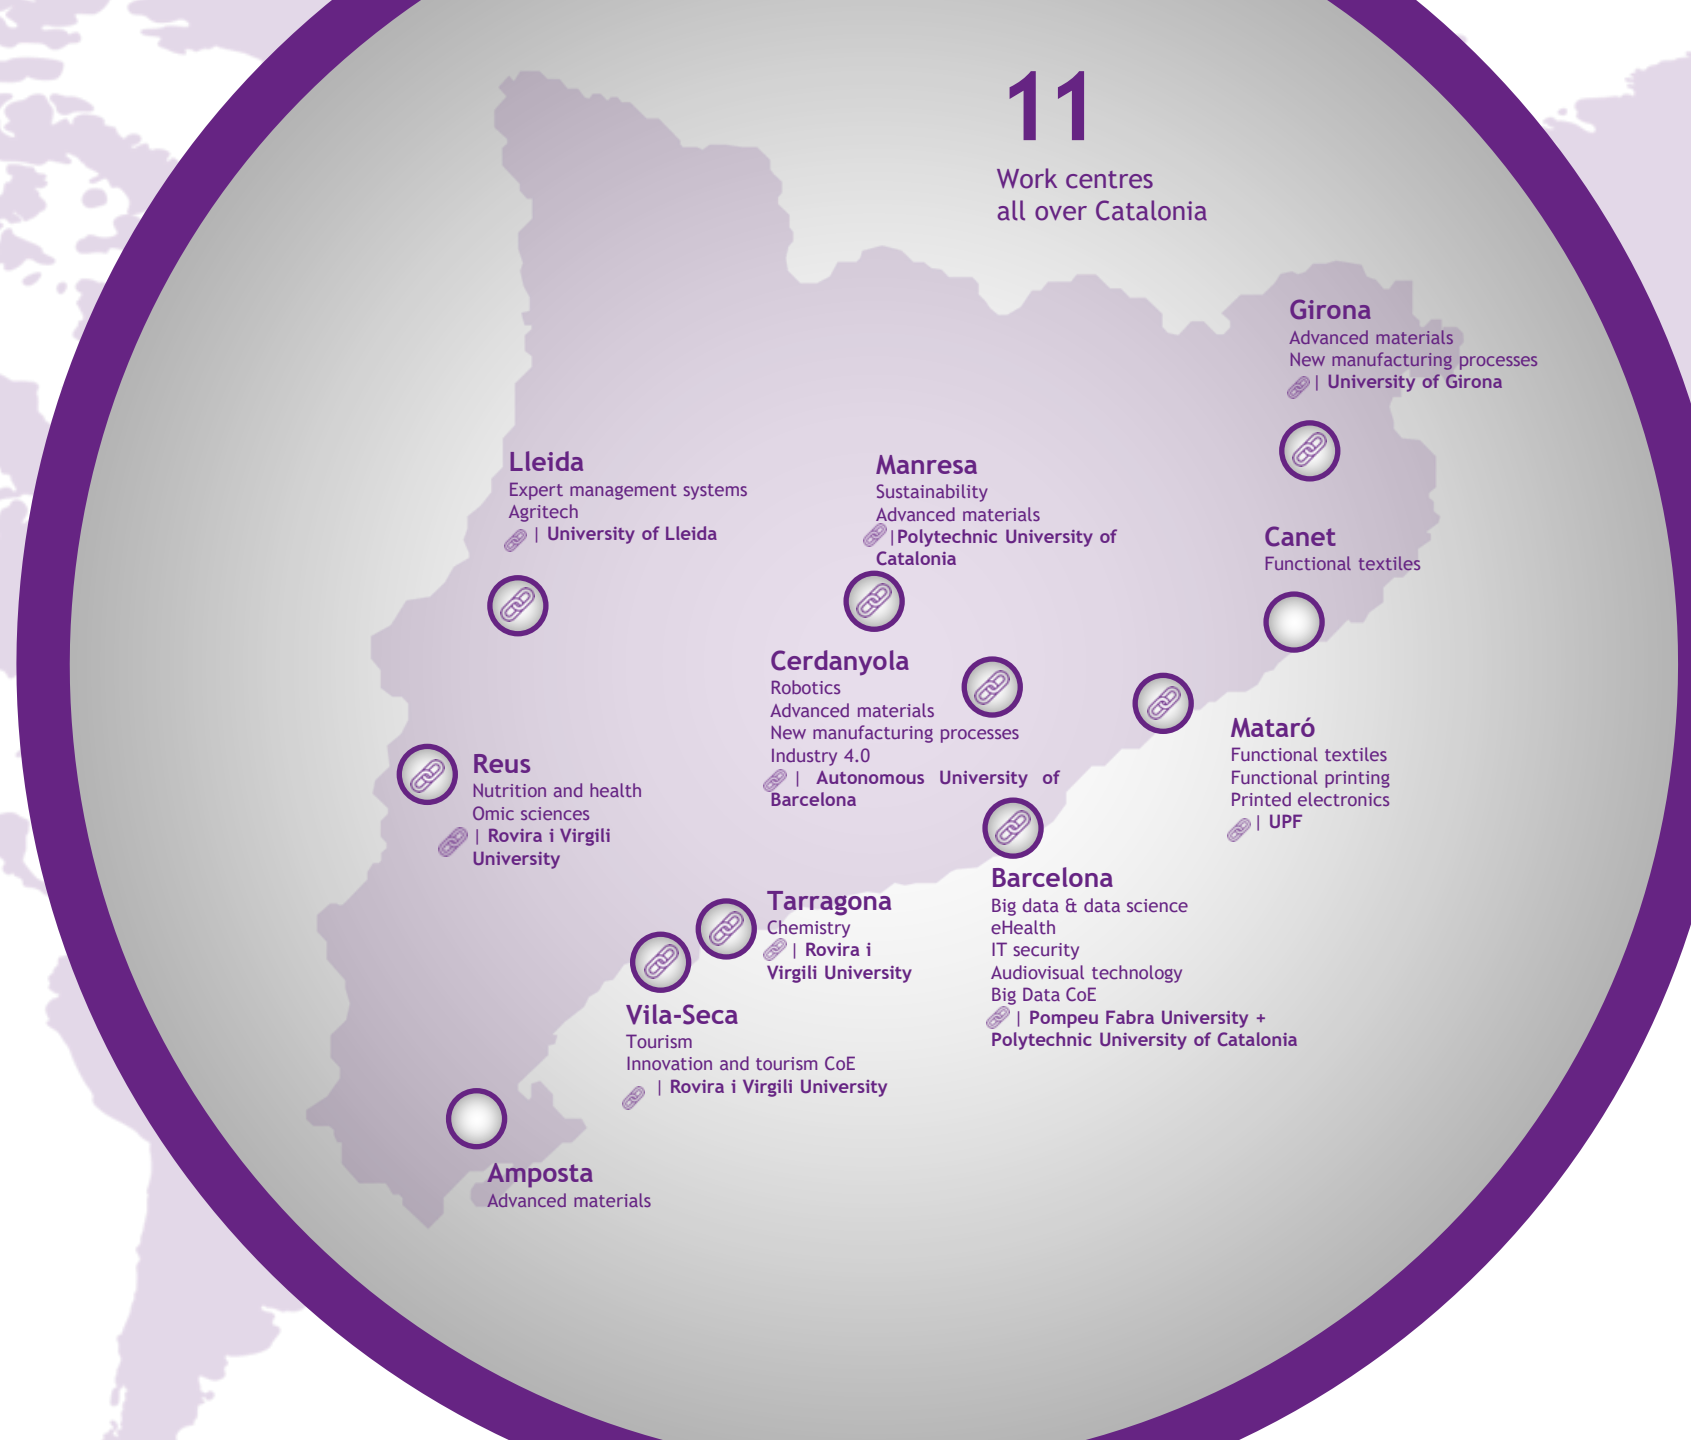 11
Work centres
all over Catalonia
Girona
Advanced materials
New manufacturing processes
| University of Girona
Lleida
Expert management systems
Agritech
| University of Lleida
Manresa
Sustainability
Advanced materials
|Polytechnic University of
Catalonia
Canet
Functional textiles
Cerdanyola
Robotics
Advanced materials
New manufacturing processes
Industry 4.0
| Autonomous University of
Barcelona
Mataró
Functional textiles
Functional printing
Printed electronics
| UPF
Reus
Nutrition and health
Omic sciences
| Rovira i Virgili
University
Barcelona
Big data & data science
eHealth
IT security
Audiovisual technology
Big Data CoE
| Pompeu Fabra University +
Polytechnic University of Catalonia
Tarragona
Chemistry
| Rovira i
Virgili University
Vila-Seca
Tourism
Innovation and tourism CoE
| Rovira i Virgili University
Amposta
Advanced materials